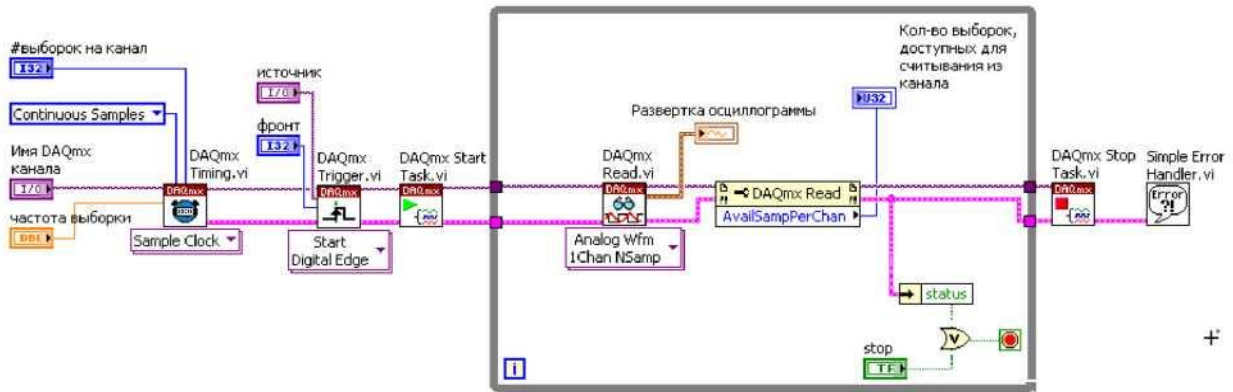 #выборок на канал
I32
Continuous Samples
Имя DAQmx
канала
I/O
частота выборки
DBL
DAQmx
Timing.vi
DAQmx
Sample Clock
источник
I/O
фронт
I32
DAQmx
Trigger.vi
DAQmx
Start
Digital Edge
DAQmx Start
Task.vi
DAQmx
Развертка осциллограммы
DAQmx
Read.vi
DAQmx
Analog Wfm
1Chan NSamp
Кол-во выборок,
доступных для
считывания из
канала
U32
DAQmx Read
AvailSampPerChan
status
stop
TF
V
i
DAQmx Stop
Task.vi
DAQmx
Simple Error
Handler.vi
Error
?!